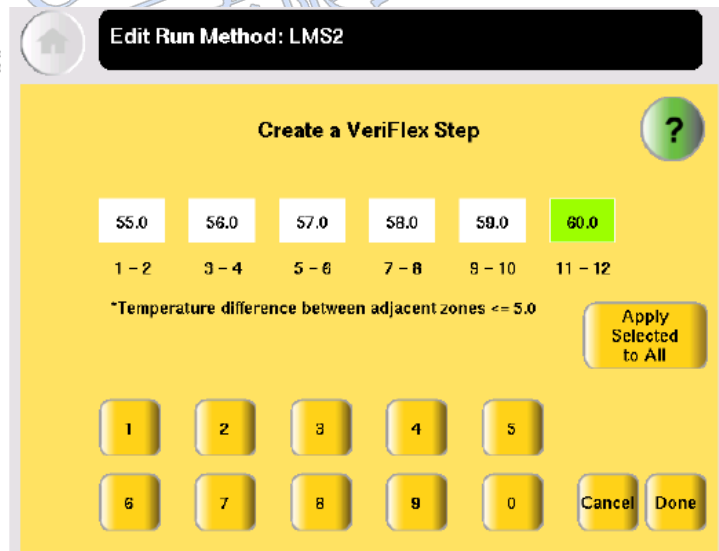 Edit Run Method: LMS2
Create a VeriFlex Step
?
55.0 56.0 57.0 58.0 59.0 60.0
1 - 2 3 - 4 5 - 6 7 - 8 9 - 10 11 - 12
*Temperature difference between adjacent zones <= 5.0
Apply
Selected
to All
1 2 3 4 5
6 7 8 9 0
Cancel Done